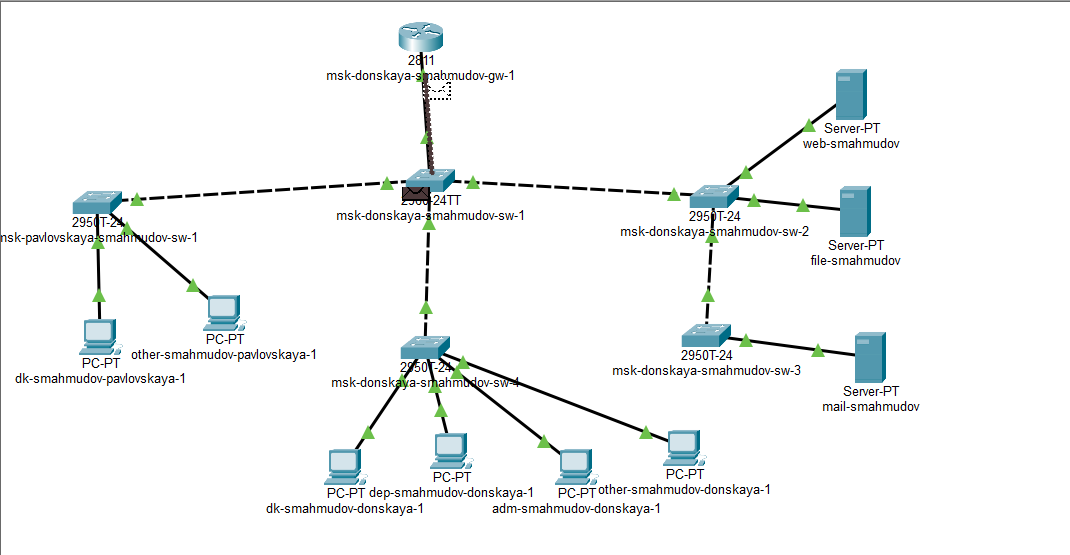 2811
msk-donskaya-smahmudov-gw-1
Server-PT
web-smahmudov
2960-24TT
msk-donskaya-smahmudov-sw-1
2950T-24
msk-pavlovskaya-smahmudov-sw-1
2950T-24
msk-donskaya-smahmudov-sw-2
Server-PT
file-smahmudov
PC-PT
other-smahmudov-pavlovskaya-1
PC-PT
dk-smahmudov-pavlovskaya-1
2950T-24
msk-donskaya-smahmudov-sw-4
2950T-24
msk-donskaya-smahmudov-sw-3
Server-PT
mail-smahmudov
PC-PT
dk-smahmudov-donskaya-1
PC-PT
dep-smahmudov-donskaya-1
PC-PT
adm-smahmudov-donskaya-1
PC-PT
other-smahmudov-donskaya-1